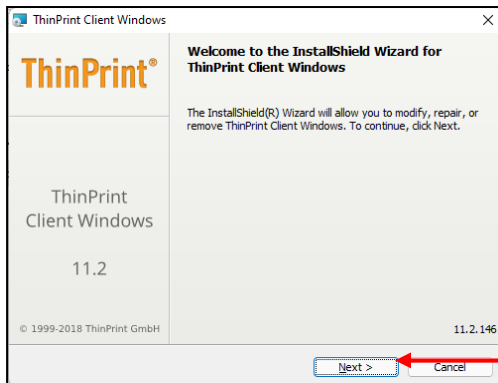 ThinPrint Client Windows
ThinPrint®
Welcome to the InstallShield Wizard for
ThinPrint Client Windows
The InstallShield(R) Wizard will allow you to modify, repair, or
remove ThinPrint Client Windows. To continue, click Next.
ThinPrint
Client Windows
11.2
© 1999-2018 ThinPrint GmbH
11.2.146
Next >
Cancel